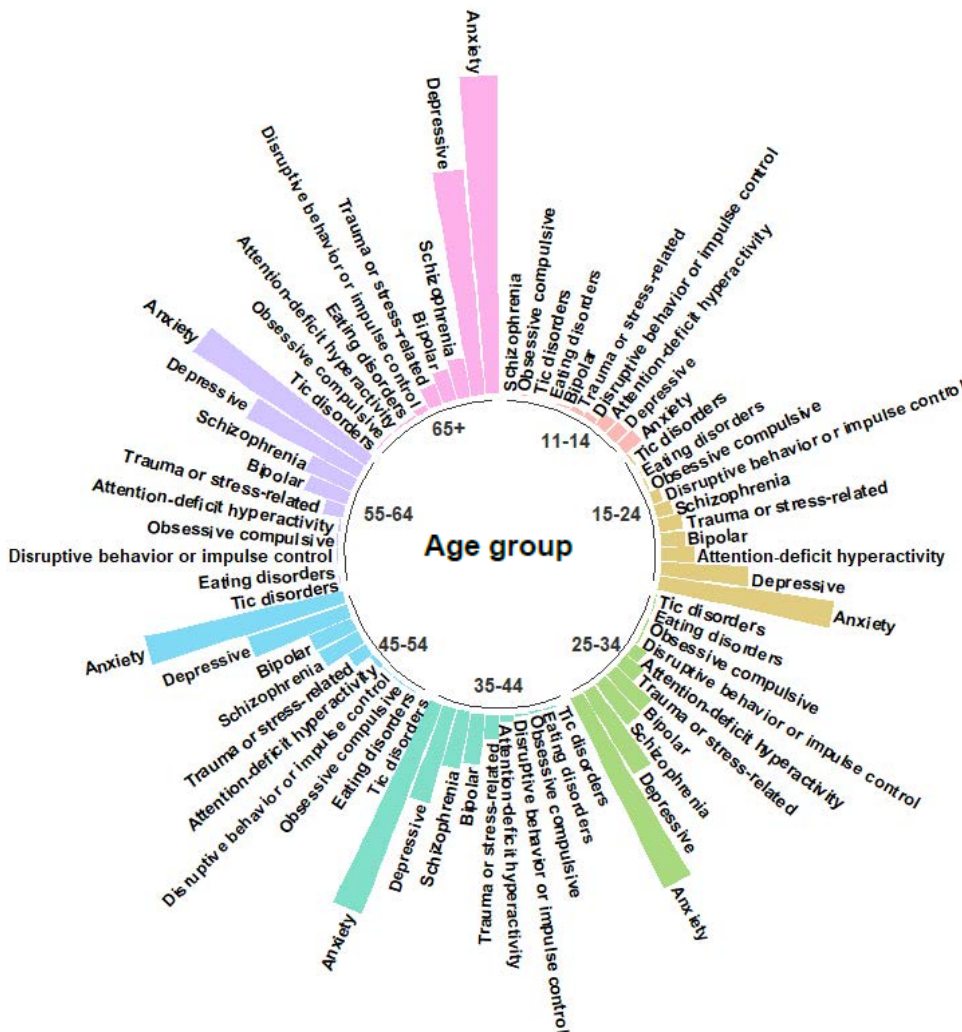 Age group
11-14
Schizophrenia
Obsessive compulsive
Tic disorders
Eating disorders
Bipolar
Trauma or stress-related
Disruptive behavior or impulse control
Attention-deficit hyperactivity
Depressive
Anxiety
15-24
Tic disorders
Eating disorders
Obsessive compulsive
Disruptive behavior or impulse control
Schizophrenia
Trauma or stress-related
Bipolar
Attention-deficit hyperactivity
Depressive
Anxiety
25-34
Tic disorders
Eating disorders
Obsessive compulsive
Disruptive behavior or impulse control
Attention-deficit hyperactivity
Trauma or stress-related
Bipolar
Schizophrenia
Depressive
Anxiety
35-44
Tic disorders
Eating disorders
Obsessive compulsive
Disruptive behavior or impulse control
Attention-deficit hyperactivity
Trauma or stress-related
Bipolar
Schizophrenia
Depressive
Anxiety
45-54
Tic disorders
Eating disorders
Obsessive compulsive
Disruptive behavior or impulse control
Attention-deficit hyperactivity
Trauma or stress-related
Schizophrenia
Bipolar
Depressive
Anxiety
55-64
Tic disorders
Eating disorders
Disruptive behavior or impulse control
Obsessive compulsive
Attention-deficit hyperactivity
Trauma or stress-related
Bipolar
Schizophrenia
Depressive
Anxiety
65+
Tic disorders
Obsessive compulsive
Attention-deficit hyperactivity
Eating disorders
Disruptive behavior or impulse control
Trauma or stress-related
Bipolar
Schizophrenia
Depressive
Anxiety